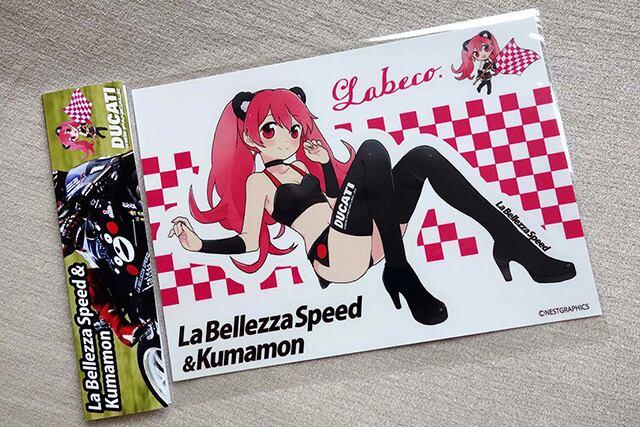 DUCATI
La Bellezza Speed &
Kumamon
Labeco.
DUCATI
La Bellezza Speed
La Bellezza Speed
& Kumamon
©NESTGRAPHICS